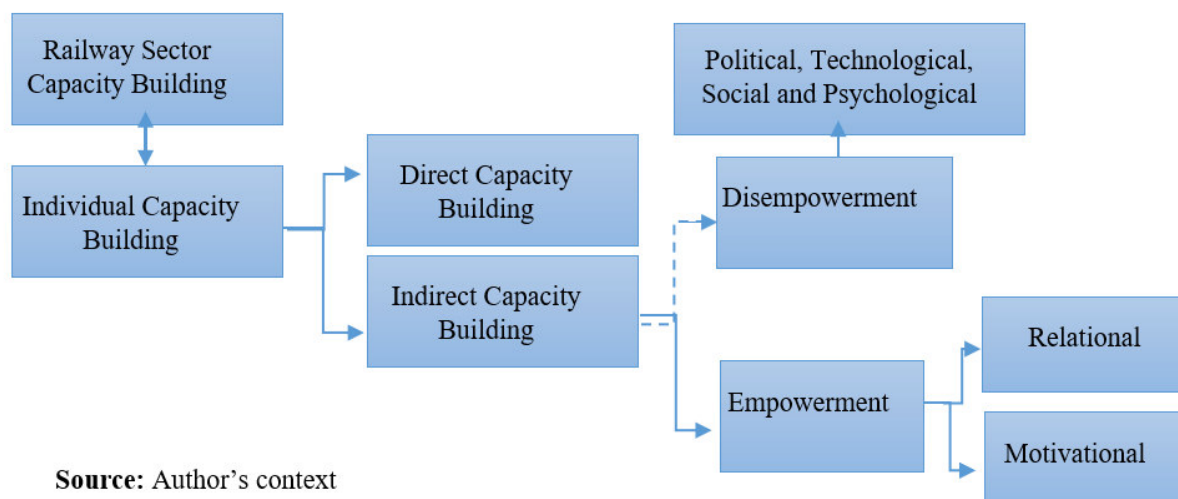 Railway Sector
Capacity Building
Political, Technological,
Social and Psychological
Individual Capacity
Building
Direct Capacity
Building
Disempowerment
Indirect Capacity
Building
Relational
Empowerment
Motivational
Source: Author’s context